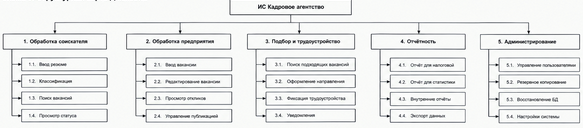 ИС Кадровое агентство
1. Обработка соискателя
1.1. Ввод резюме
1.2. Классификация
1.3. Поиск вакансий
1.4. Просмотр статуса
2. Обработка предприятия
2.1. Ввод вакансии
2.2. Редактирование вакансии
2.3. Просмотр откликов
2.4. Управление публикацией
3. Подбор и трудоустройство
3.1. Поиск подходящих вакансий
3.2. Оформление направления
3.3. Фиксация трудоустройства
3.4. Уведомления
4. Отчётность
4.1. Отчёт для налоговой
4.2. Отчёт для статистики
4.3. Внутренние отчёты
4.4. Экспорт данных
5. Администрирование
5.1. Управление пользователями
5.2. Резервное копирование
5.3. Восстановление БД
5.4. Настройки системы